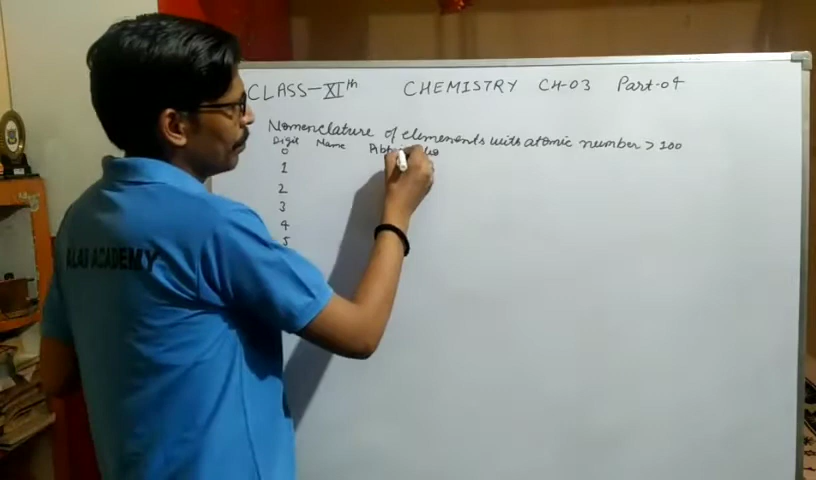 CLASS-XIth CHEMISTRY CH-03 Part-04
Nomenclature of elemenents with atomic number > 100
Digit Name
0
1
2
3
4
5
ACADEMY